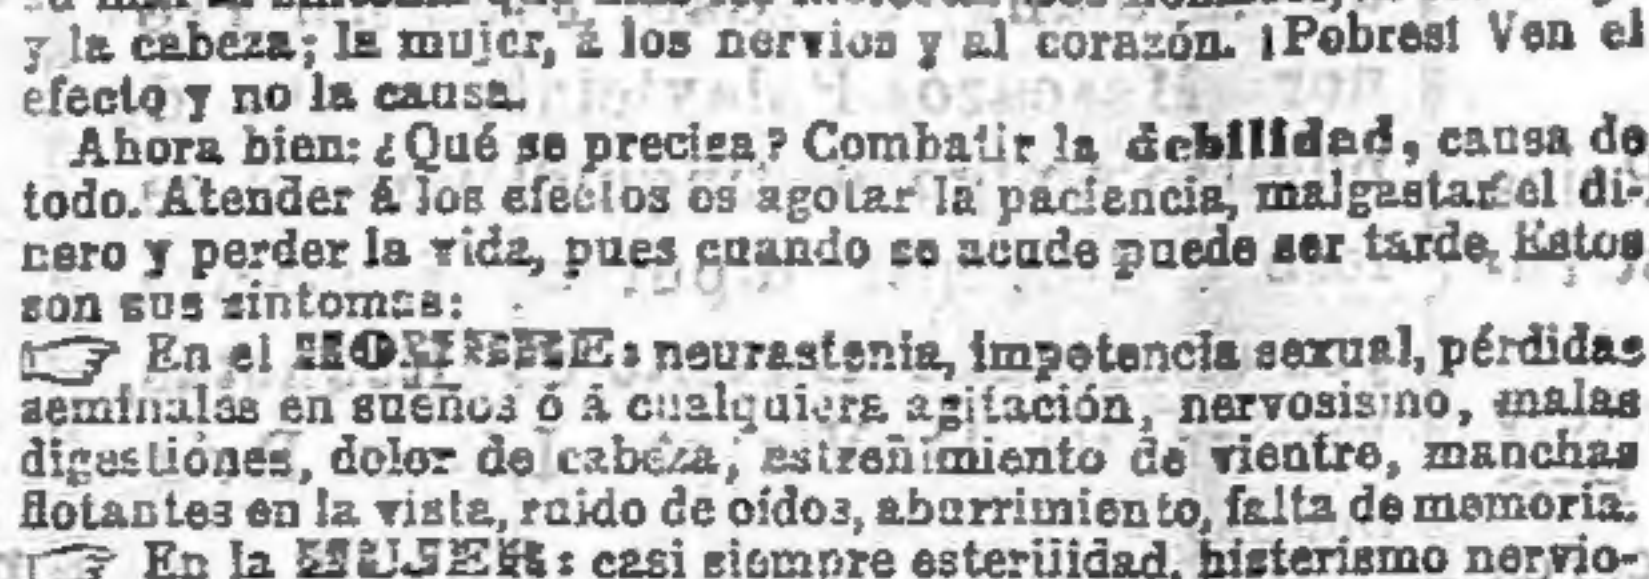 y la cabeza; la mujer, á los nervios y al corazón. ¡Pobres! Ven el
efecto y no la causa.
Ahora bien: ¿Qué se precisa? Combatir la debilidad, causa de
todo. Atender á los efectos es agotar la paciencia, malgastar el di-
nero y perder la vida, pues cuando se acude puede ser tarde. Estos
son sus síntomas:
☞ En el HOMBRE: neurastenia, impotencia sexual, pérdidas
seminales en sueños ó á cualquiera agitación, nervosismo, malas
digestiones, dolor de cabeza, estreñimiento de vientre, manchas
flotantes en la vista, ruido de oídos, aburrimiento, falta de memoria.
☞ En la MUJER: casi siempre esterilidad, histerismo nervio-